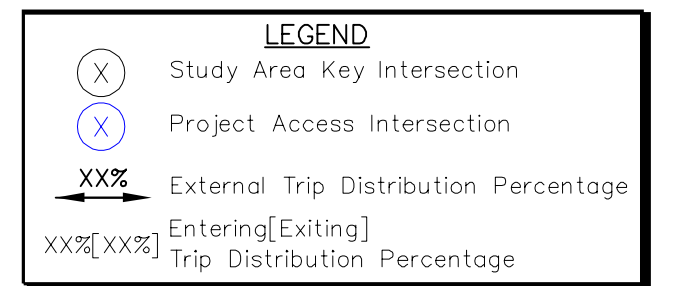 LEGEND
X Study Area Key Intersection
X Project Access Intersection
XX% External Trip Distribution Percentage
XX%[XX%] Entering[Exiting]
Trip Distribution Percentage